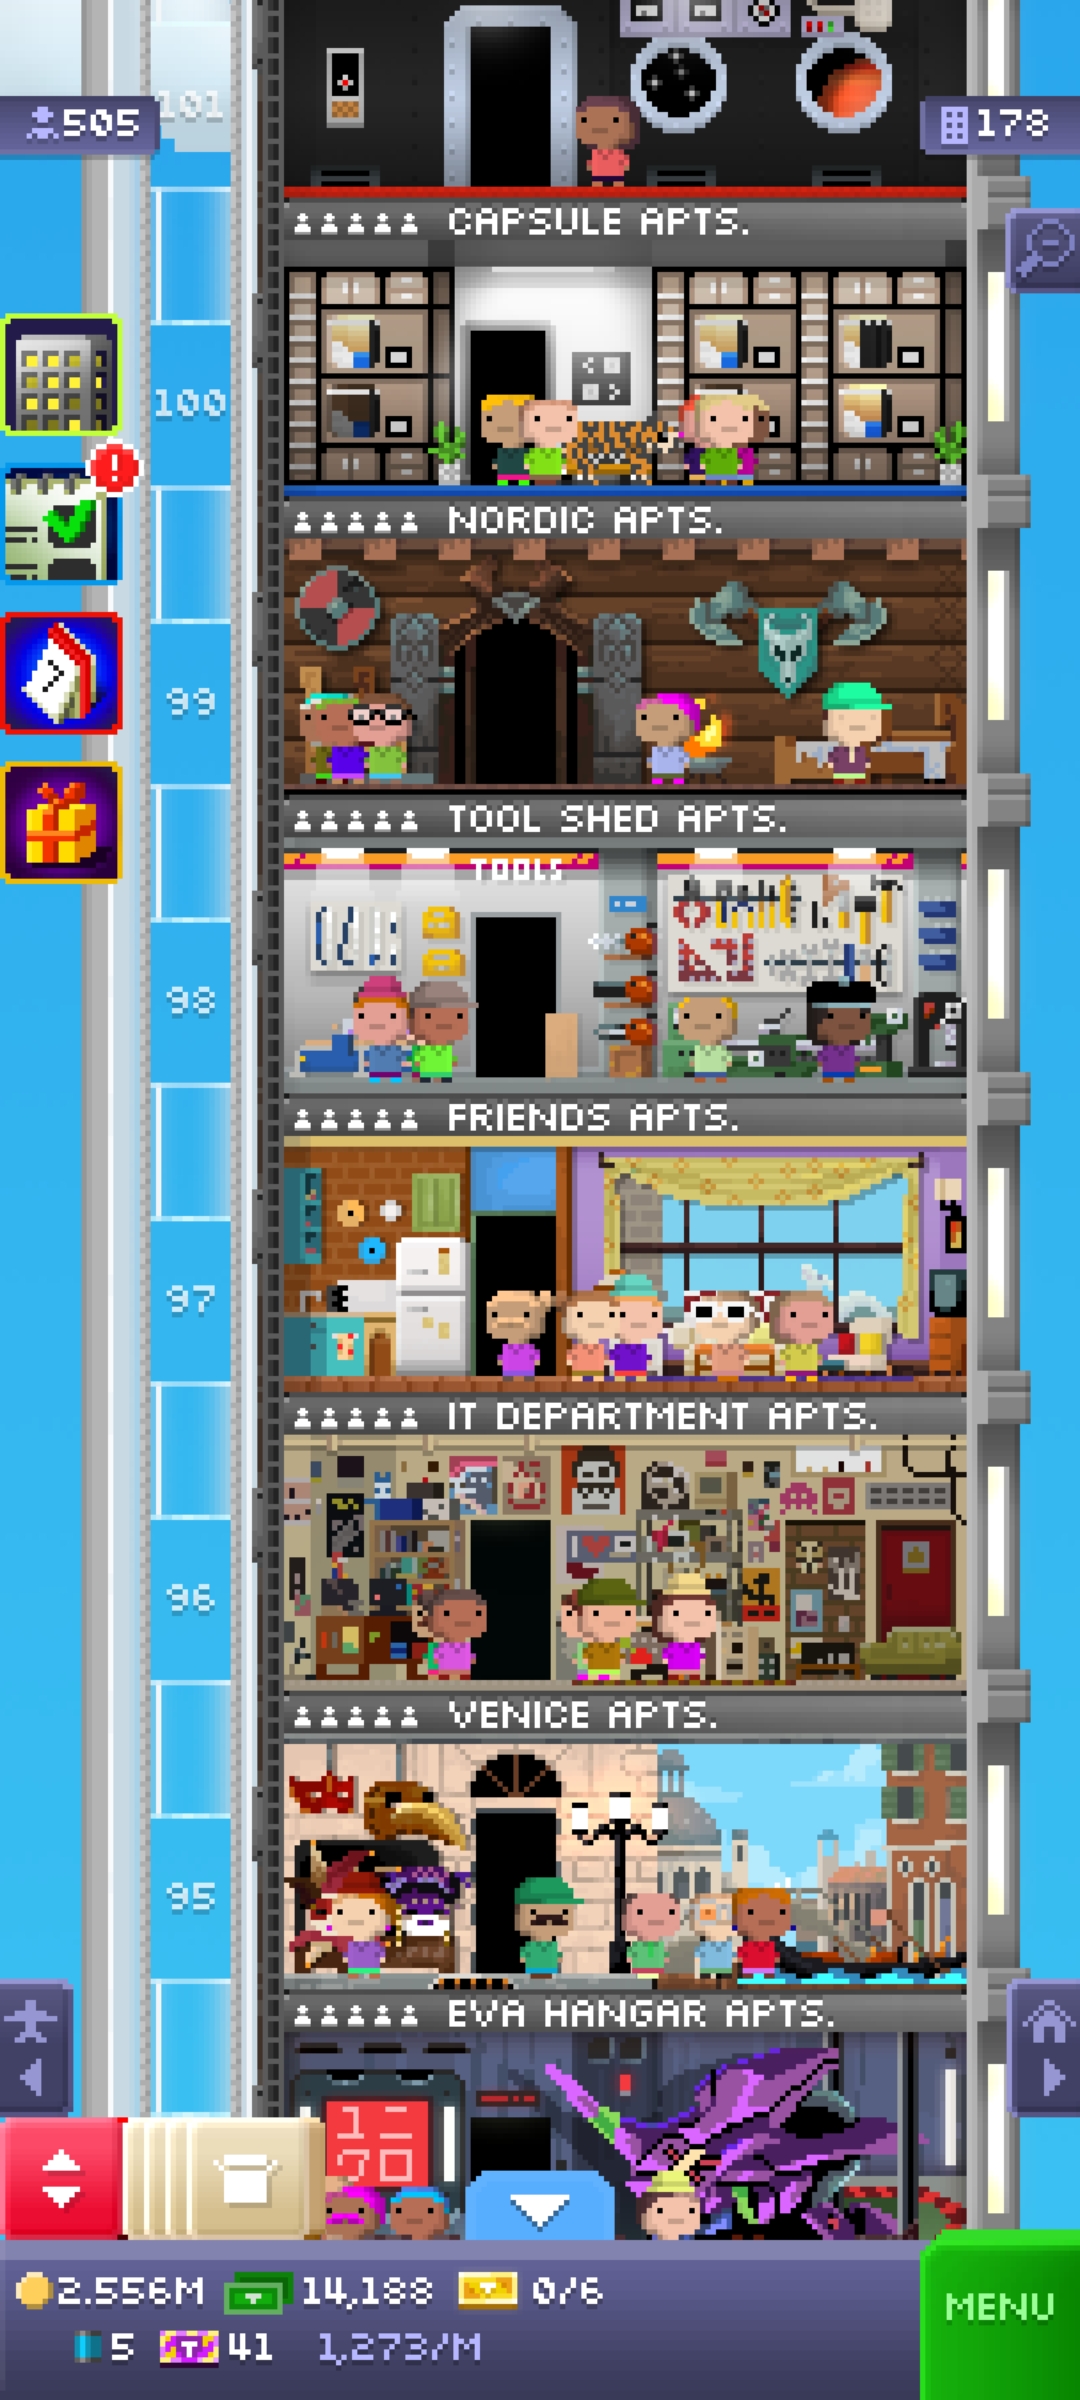 101
505
178
CAPSULE APTS.
100
NORDIC APTS.
99
TOOL SHED APTS.
TOOLS
98
FRIENDS APTS.
97
IT DEPARTMENT APTS.
96
VENICE APTS.
95
EVA HANGAR APTS.
2.556M 14,188 0/6
5 41 1,273/M
MENU